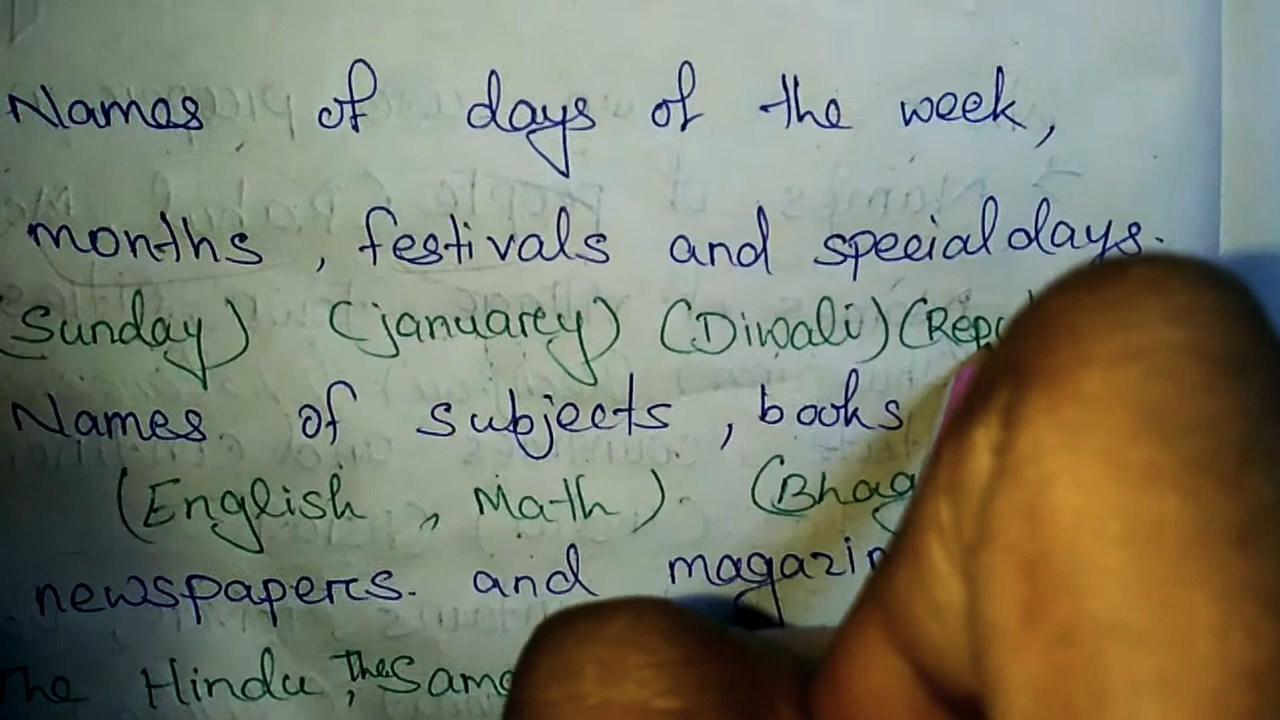 Names of days of the week,
months, festivals and special days.
Sunday) (januarey) (Diwali) (Rep
Names of subjects, books
(English, Math). (Bhag
newspapers. and magazin
The Hindu, The Sam